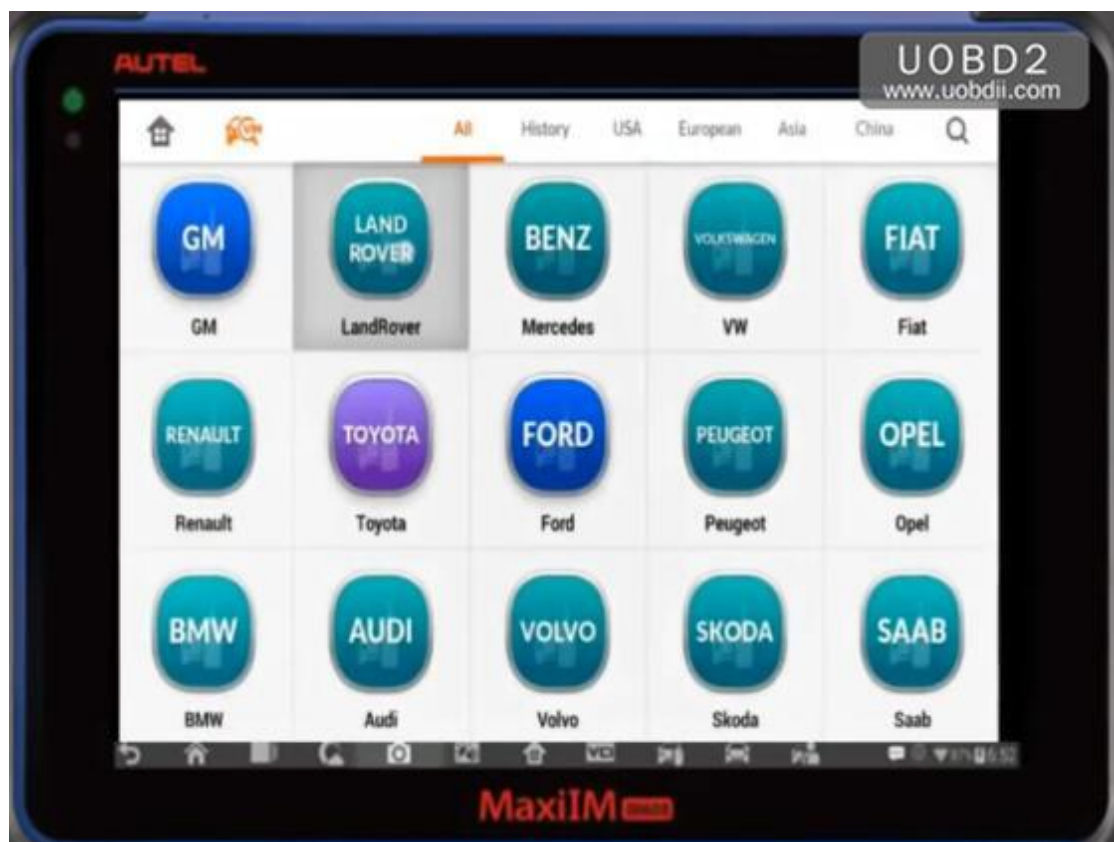 AUTEL
UOBD2
www.uobdii.com
All History USA European Asia China
GM
LAND
ROVER
BENZ
VOLKSWAGEN
FIAT
GM LandRover Mercedes VW Fiat
RENAULT TOYOTA FORD PEUGEOT OPEL
Renault Toyota Ford Peugeot Opel
BMW AUDI VOLVO SKODA SAAB
BMW Audi Volvo Skoda Saab
VCI
MaxiIM